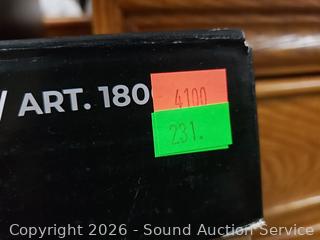 / ART. 180
4100
231.
Copyright 2026 - Sound Auction Service